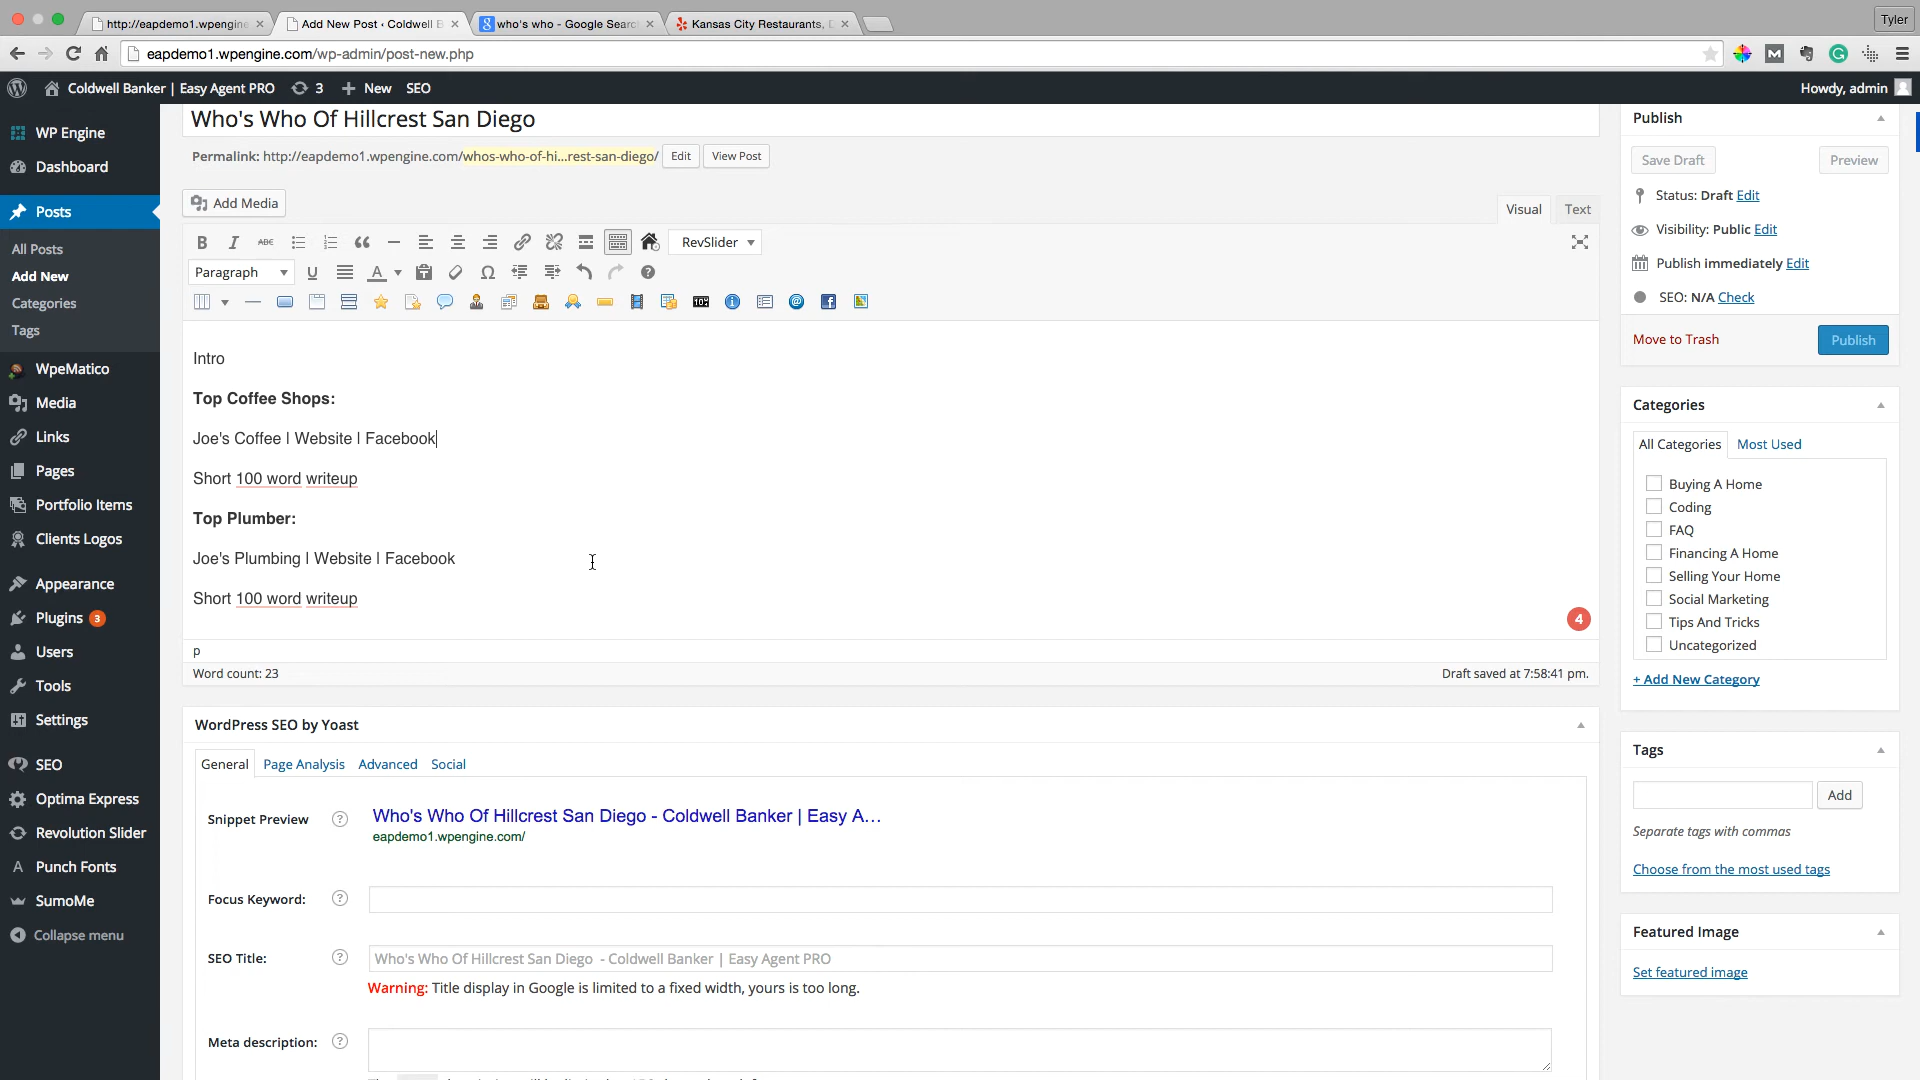 http://eapdemo1.wpengine
Add New Post ‹ Coldwell B
who's who - Google Searc
Kansas City Restaurants, D
Tyler
eapdemo1.wpengine.com/wp-admin/post-new.php
Coldwell Banker | Easy Agent PRO
3
New
SEO
Howdy, admin
WP Engine
Dashboard
Posts
All Posts
Add New
Categories
Tags
WpeMatico
Media
Links
Pages
Portfolio Items
Clients Logos
Appearance
Plugins 3
Users
Tools
Settings
SEO
Optima Express
Revolution Slider
Punch Fonts
SumoMe
Collapse menu
Who's Who Of Hillcrest San Diego
Permalink: http://eapdemo1.wpengine.com/whos-who-of-hi...rest-san-diego/ Edit View Post
Add Media
Visual Text
B I ABC RevSlider
Paragraph U A
Intro
Top Coffee Shops:
Joe's Coffee | Website | Facebook
Short 100 word writeup
Top Plumber:
Joe's Plumbing | Website | Facebook
Short 100 word writeup
4
p
Word count: 23
Draft saved at 7:58:41 pm.
WordPress SEO by Yoast
General Page Analysis Advanced Social
Snippet Preview
Who's Who Of Hillcrest San Diego - Coldwell Banker | Easy A...
eapdemo1.wpengine.com/
Focus Keyword:
SEO Title:
Who's Who Of Hillcrest San Diego - Coldwell Banker | Easy Agent PRO
Warning: Title display in Google is limited to a fixed width, yours is too long.
Meta description:
Publish
Save Draft Preview
Status: Draft Edit
Visibility: Public Edit
Publish immediately Edit
SEO: N/A Check
Move to Trash Publish
Categories
All Categories Most Used
Buying A Home
Coding
FAQ
Financing A Home
Selling Your Home
Social Marketing
Tips And Tricks
Uncategorized
+ Add New Category
Tags
Add
Separate tags with commas
Choose from the most used tags
Featured Image
Set featured image